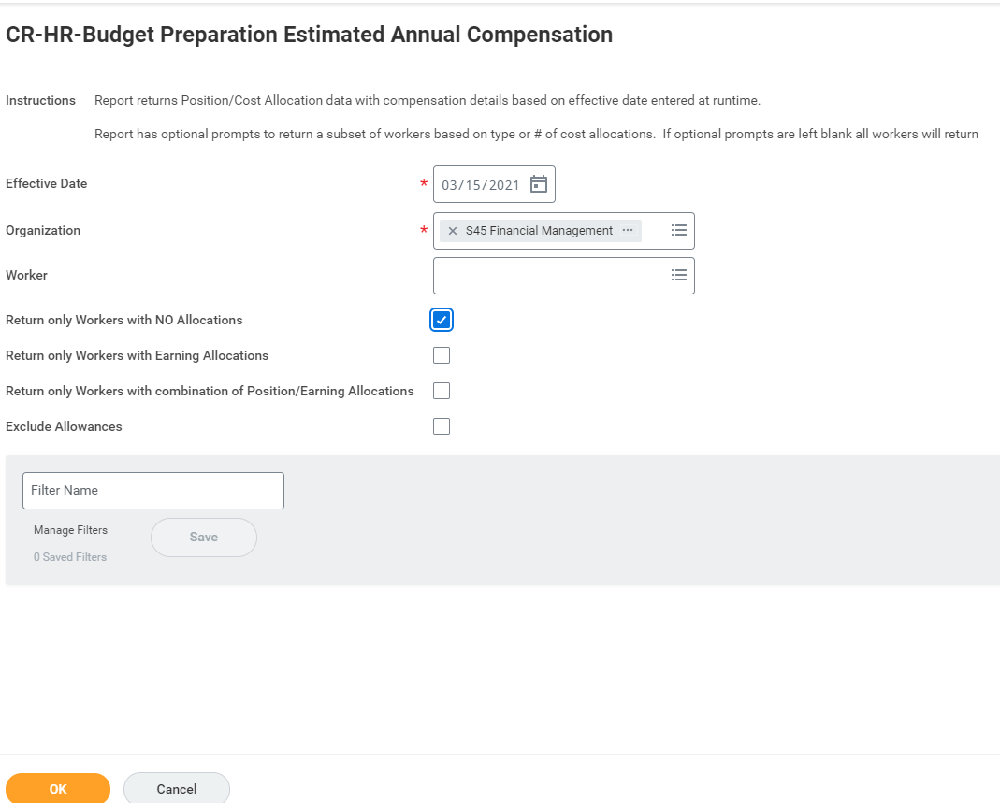 CR-HR-Budget Preparation Estimated Annual Compensation
Instructions Report returns Position/Cost Allocation data with compensation details based on effective date entered at runtime.
Report has optional prompts to return a subset of workers based on type or # of cost allocations. If optional prompts are left blank all workers will return
Effective Date * 03/15/2021
Organization * × S45 Financial Management ...
Worker
Return only Workers with NO Allocations
Return only Workers with Earning Allocations
Return only Workers with combination of Position/Earning Allocations
Exclude Allowances
Filter Name
Manage Filters
Save
0 Saved Filters
OK Cancel